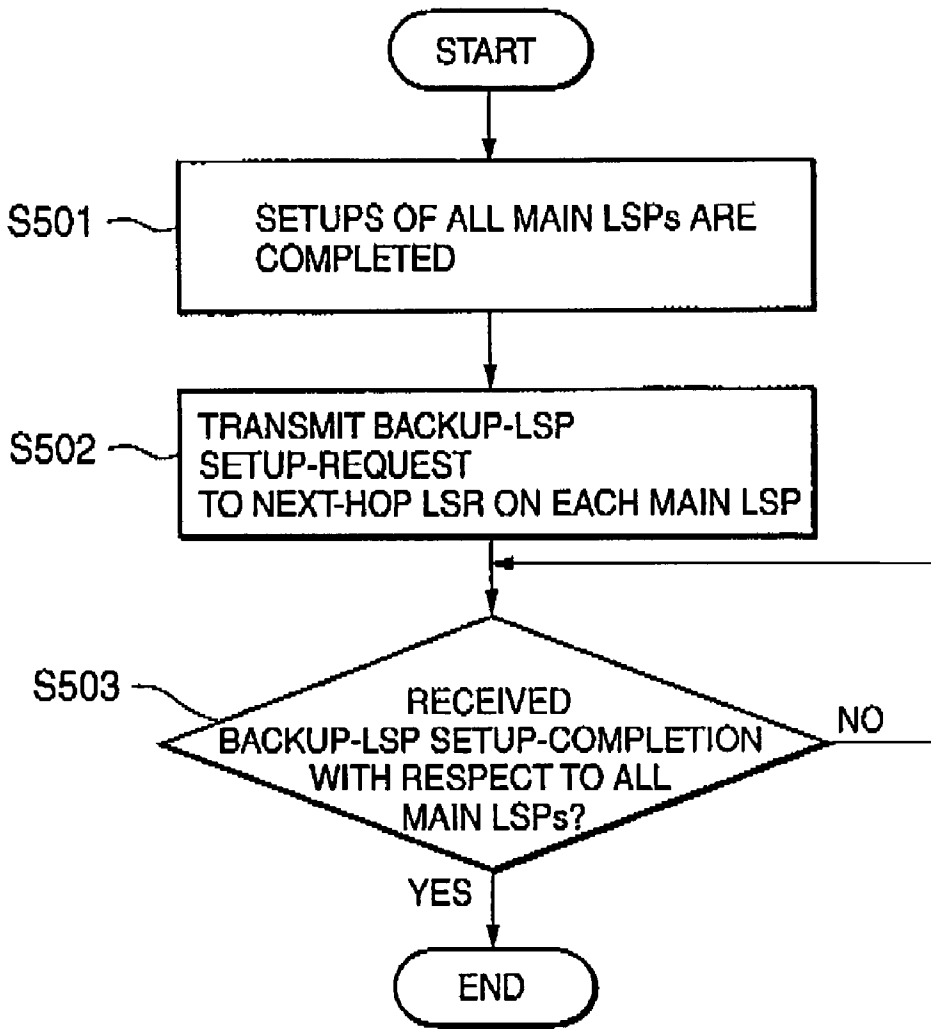 START
S501
SETUPS OF ALL MAIN LSPs ARE
COMPLETED
S502
TRANSMIT BACKUP-LSP
SETUP-REQUEST
TO NEXT-HOP LSR ON EACH MAIN LSP
S503
RECEIVED
BACKUP-LSP SETUP-COMPLETION
WITH RESPECT TO ALL
MAIN LSPs?
NO
YES
END